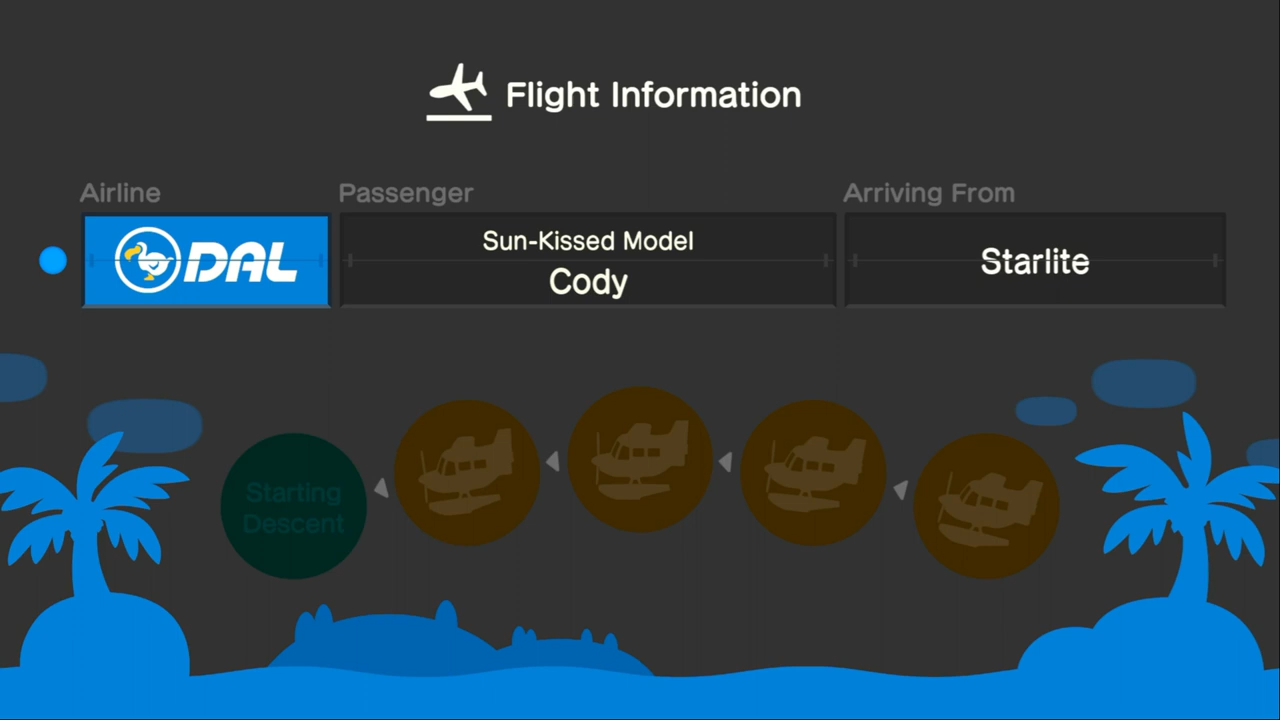 Flight Information
Airline
Passenger
Arriving From
DAL
Sun-Kissed Model
Cody
Starlite
Starting
Descent